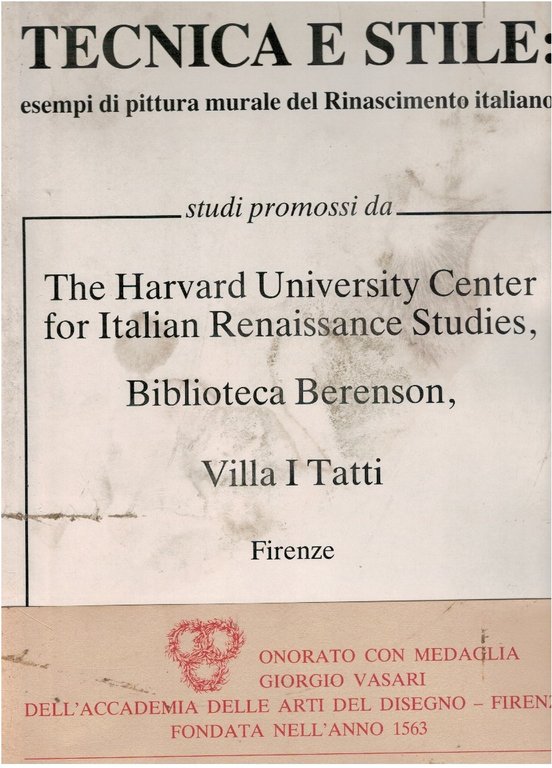 TECNICA E STILE:
esempi di pittura murale del Rinascimento italiano
studi promossi da
The Harvard University Center
for Italian Renaissance Studies,
Biblioteca Berenson,
Villa I Tatti
Firenze
ONORATO CON MEDAGLIA
GIORGIO VASARI
DELL'ACCADEMIA DELLE ARTI DEL DISEGNO – FIRENZ
FONDATA NELL'ANNO 1563